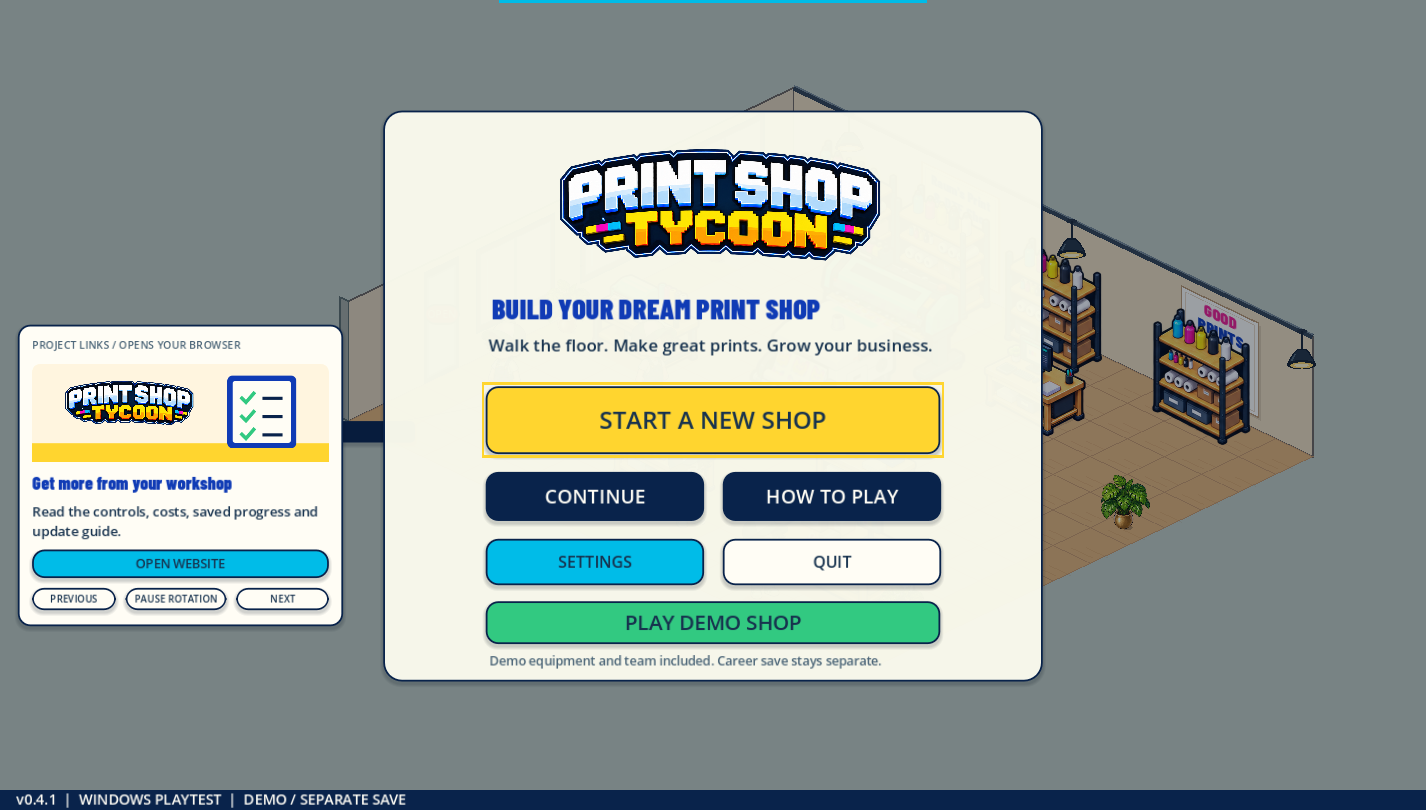 PRINT SHOP
TYCOON
BUILD YOUR DREAM PRINT SHOP
Walk the floor. Make great prints. Grow your business.
START A NEW SHOP
CONTINUE
HOW TO PLAY
SETTINGS
QUIT
PLAY DEMO SHOP
Demo equipment and team included. Career save stays separate.
PROJECT LINKS / OPENS YOUR BROWSER
PRINT SHOP
TYCOON
Get more from your workshop
Read the controls, costs, saved progress and
update guide.
OPEN WEBSITE
PREVIOUS
PAUSE ROTATION
NEXT
GOOD
PRINTS
v0.4.1 | WINDOWS PLAYTEST | DEMO / SEPARATE SAVE